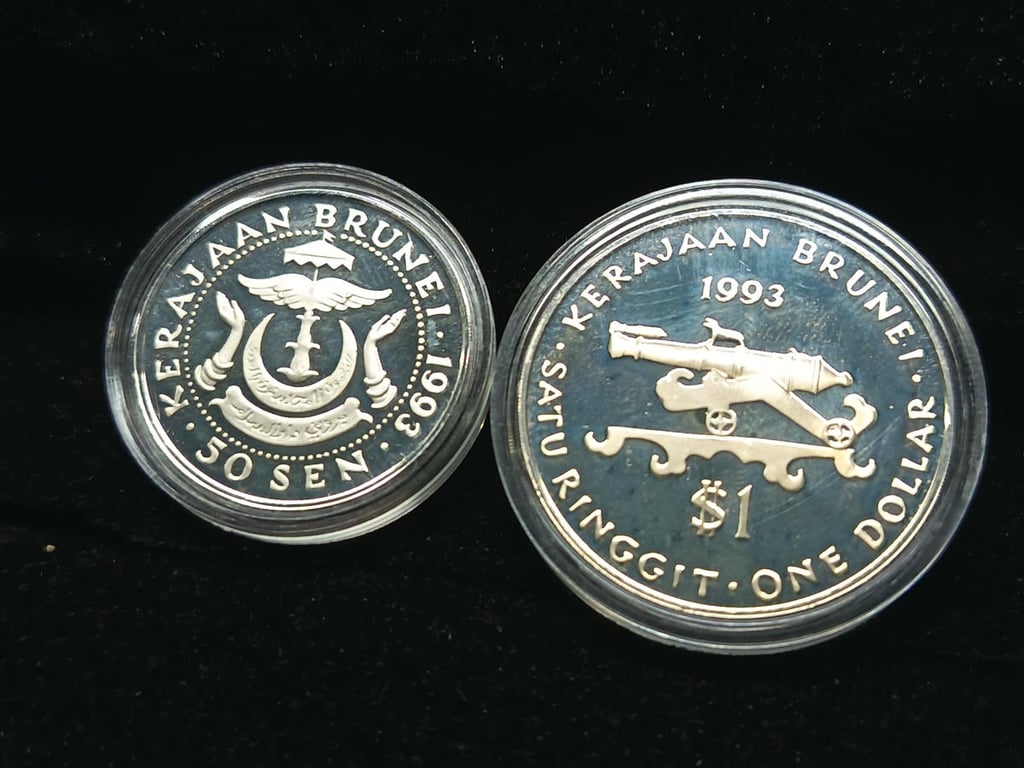 KERAJAAN BRUNEI · 1993
· 50 SEN ·
KERAJAAN BRUNEI
1993
$1
· SATU RINGGIT · ONE DOLLAR ·